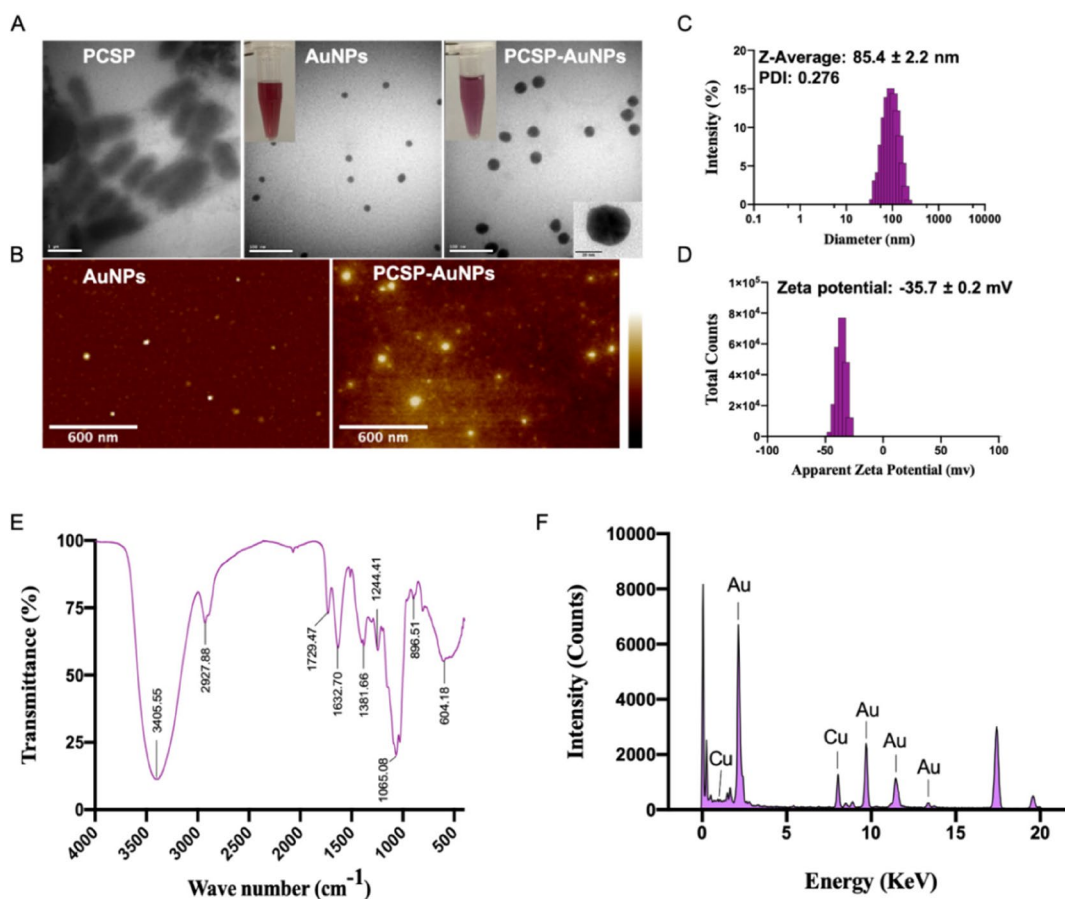 A
PCSP
AuNPs
PCSP-AuNPs
B
AuNPs
PCSP-AuNPs
600 nm
600 nm
C
Z-Average: 85.4 ± 2.2 nm
PDI: 0.276
20
15
10
5
0
Intensity (%)
0.1
1
10
100
1000
10000
Diameter (nm)
D
Zeta potential: -35.7 ± 0.2 mV
1×10⁵
8×10⁴
6×10⁴
4×10⁴
2×10⁴
0
Total Counts
-100
-50
0
50
100
Apparent Zeta Potential (mv)
E
100
75
50
25
0
Transmittance (%)
3405.55
2927.88
1729.47
1632.70
1381.66
1244.41
1065.08
896.51
604.18
4000
3500
3000
2500
2000
1500
1000
500
Wave number (cm⁻¹)
F
10000
8000
6000
4000
2000
0
Intensity (Counts)
Cu
Au
Cu
Au
Au
Au
0
5
10
15
20
Energy (KeV)